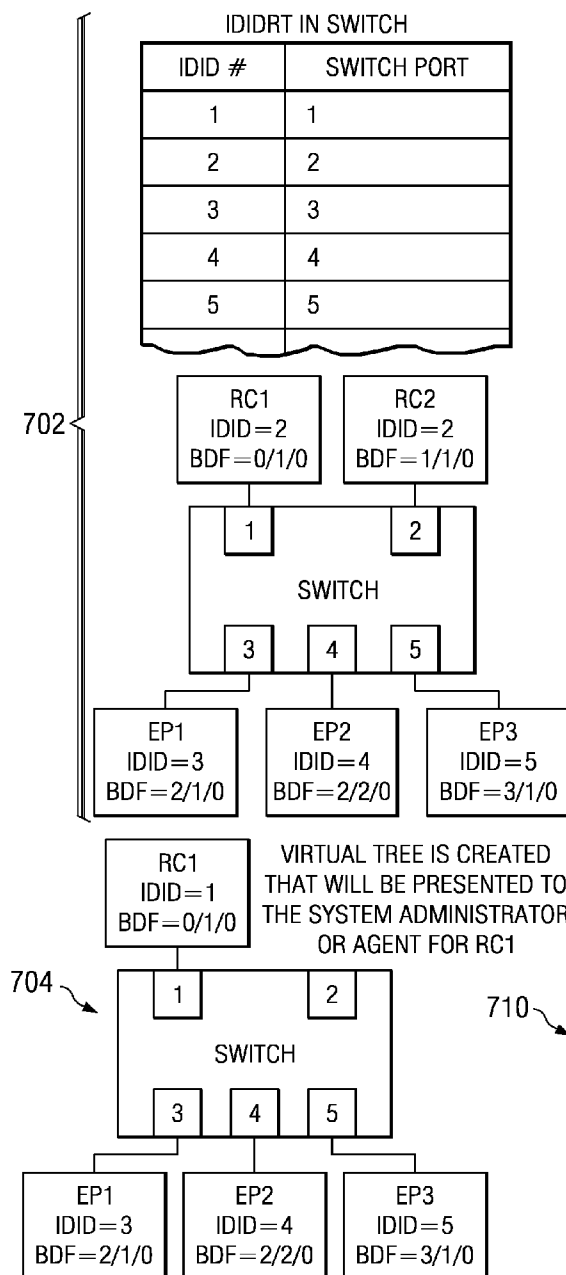 IDIDRT IN SWITCH
IDID # SWITCH PORT
1 1
2 2
3 3
4 4
5 5
702
RC1
IDID=2
BDF=0/1/0
RC2
IDID=2
BDF=1/1/0
1 2
SWITCH
3 4 5
EP1
IDID=3
BDF=2/1/0
EP2
IDID=4
BDF=2/2/0
EP3
IDID=5
BDF=3/1/0
RC1
IDID=1
BDF=0/1/0
VIRTUAL TREE IS CREATED
THAT WILL BE PRESENTED TO
THE SYSTEM ADMINISTRATOR
OR AGENT FOR RC1
704
710
1 2
SWITCH
3 4 5
EP1
IDID=3
BDF=2/1/0
EP2
IDID=4
BDF=2/2/0
EP3
IDID=5
BDF=3/1/0